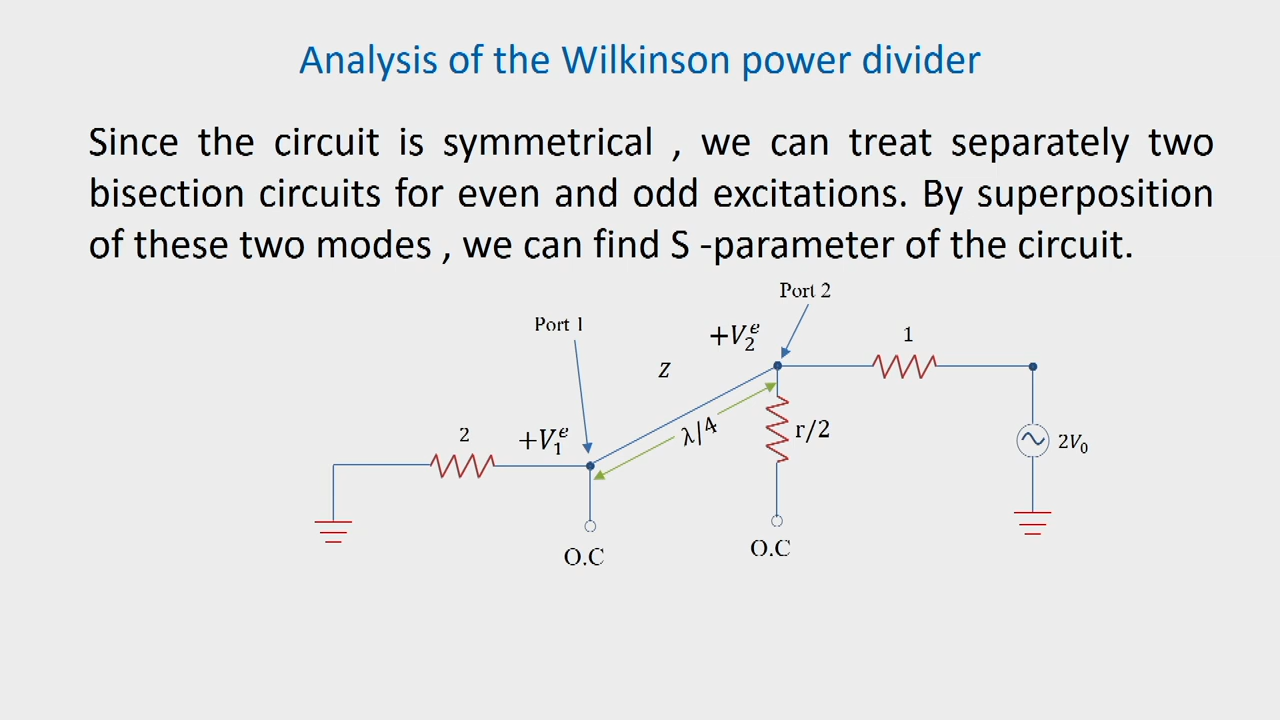 Analysis of the Wilkinson power divider
Since the circuit is symmetrical , we can treat separately two
bisection circuits for even and odd excitations. By superposition
of these two modes , we can find S -parameter of the circuit.
Port 2
Port 1
+V₂ᵉ
1
Z
2
+V₁ᵉ
λ/4
r/2
2V₀
O.C
O.C